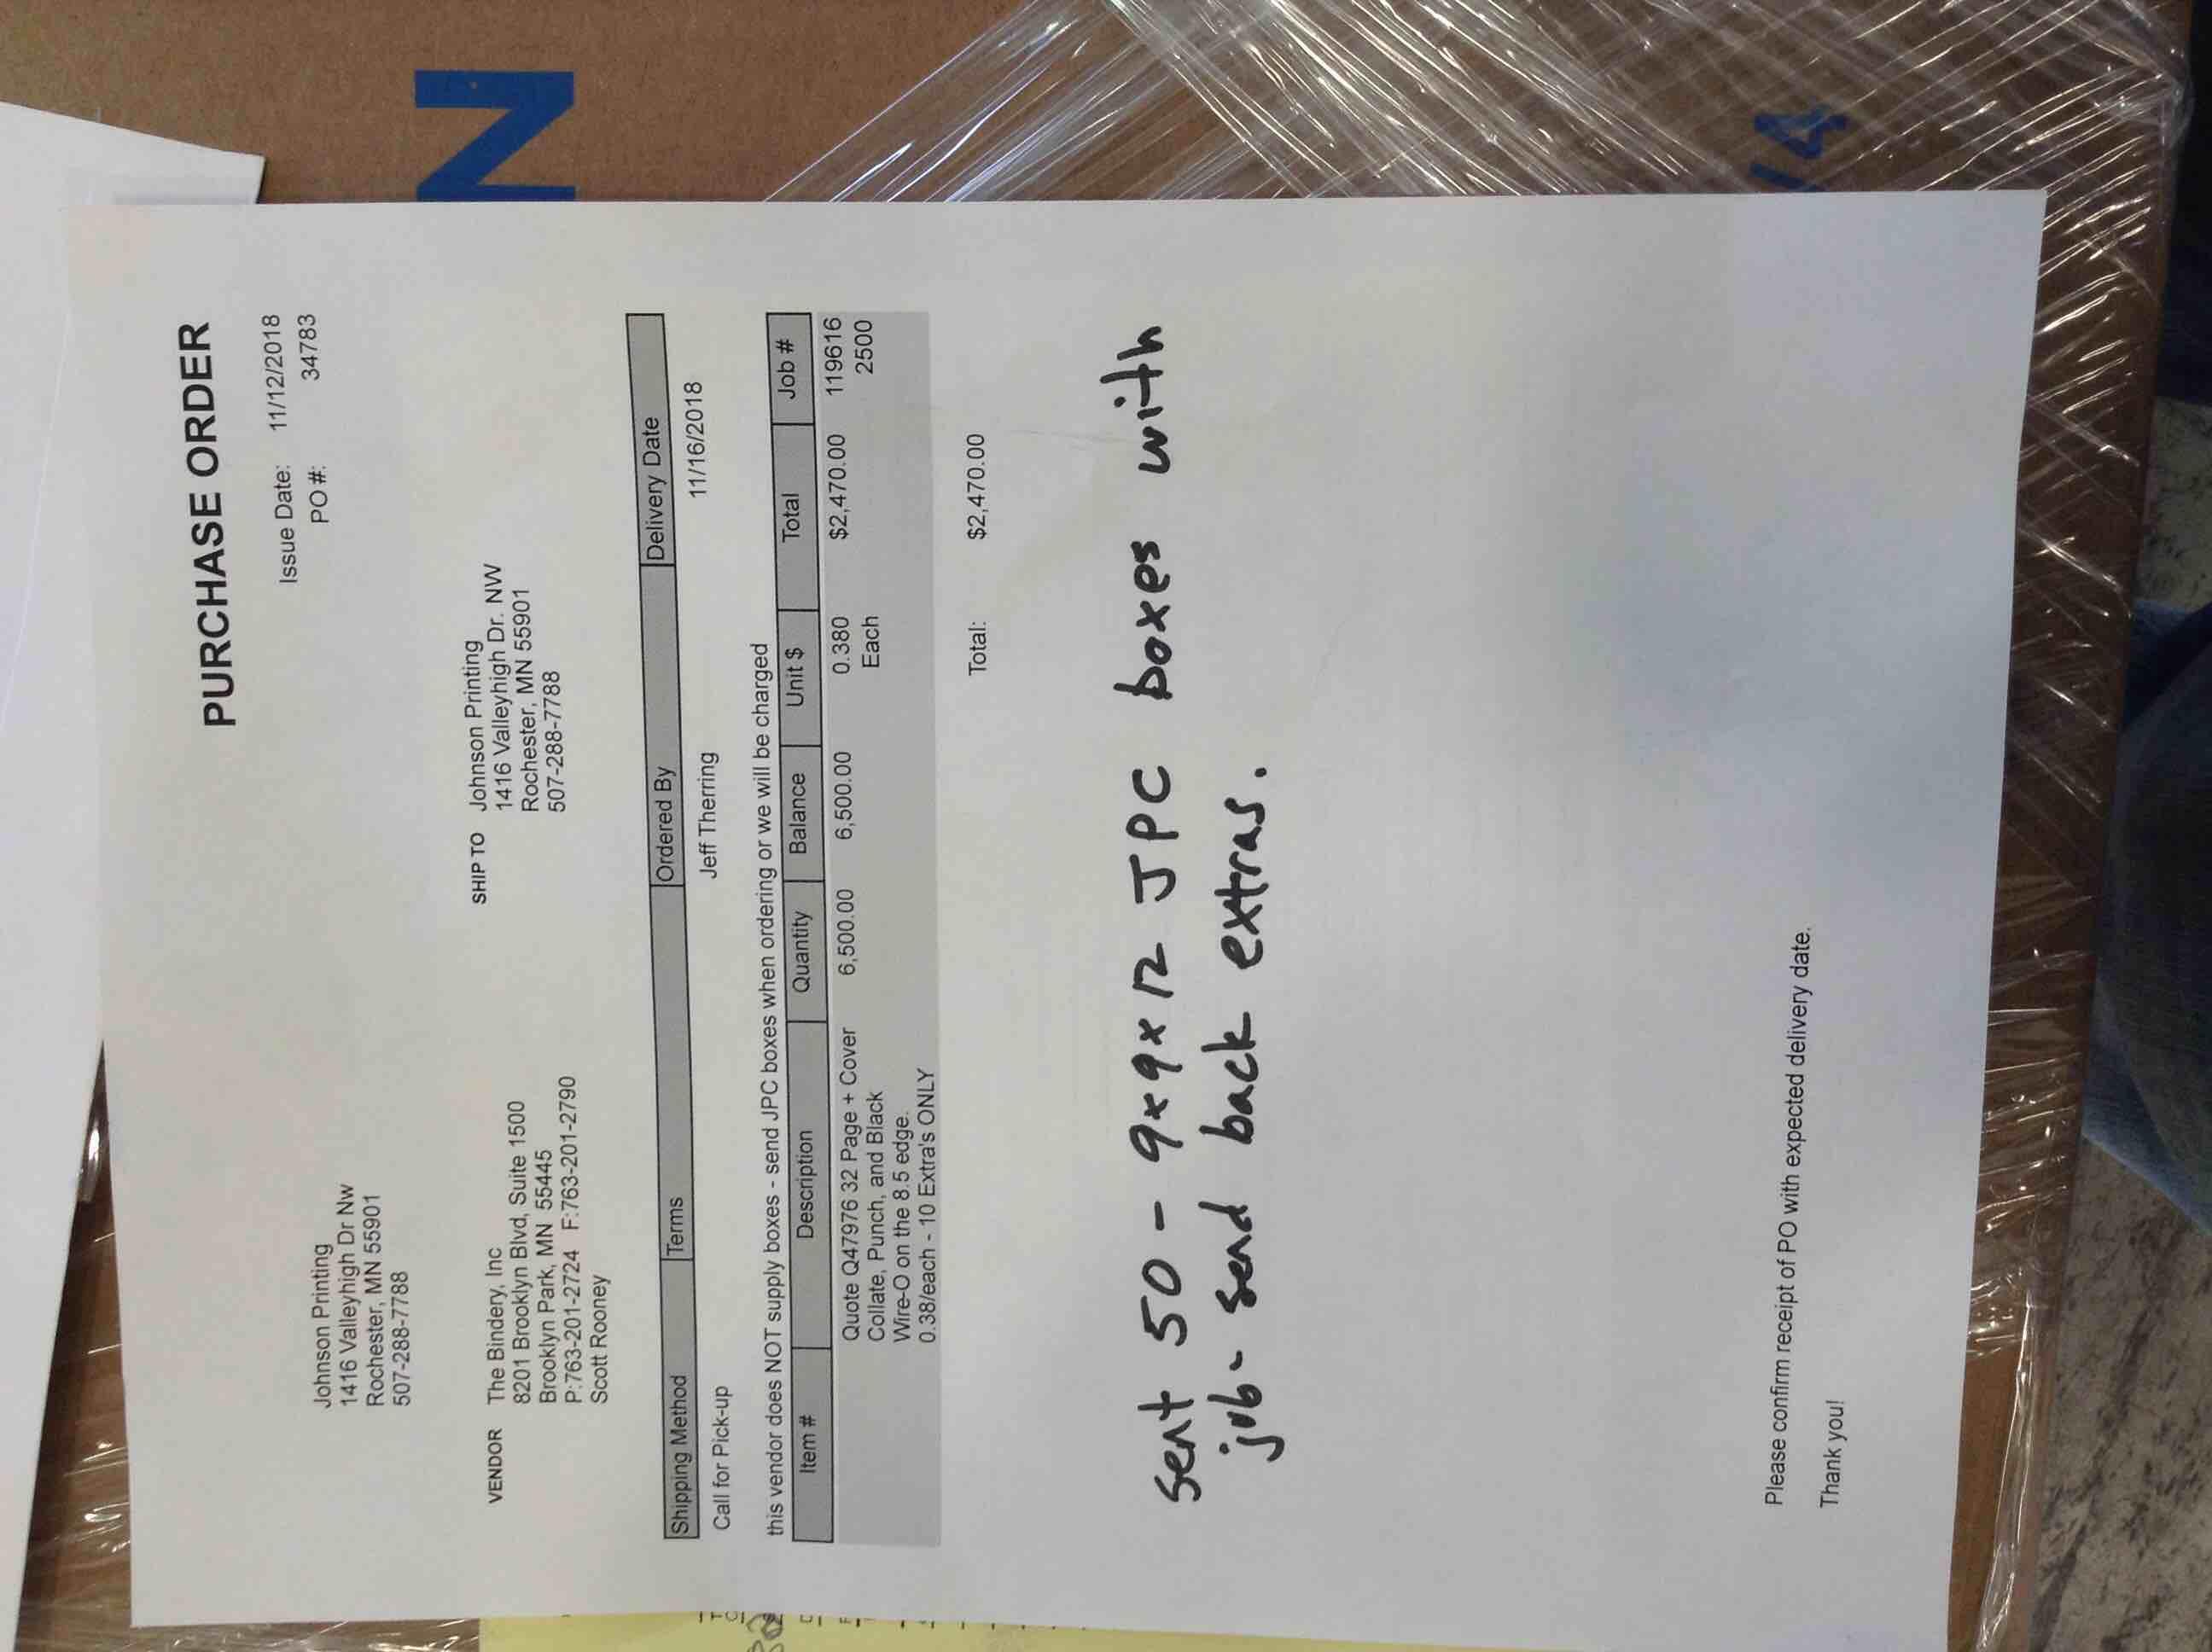 PURCHASE ORDER
Issue Date: 11/12/2018
PO #: 34783
Johnson Printing
1416 Valleyhigh Dr Nw
Rochester, MN 55901
507-288-7788
VENDOR The Bindery, Inc
8201 Brooklyn Blvd, Suite 1500
Brooklyn Park, MN 55445
P:763-201-2724 F:763-201-2790
Scott Rooney
SHIP TO Johnson Printing
1416 Valleyhigh Dr. NW
Rochester, MN 55901
507-288-7788
Shipping Method Terms Ordered By Delivery Date
Call for Pick-up Jeff Therring 11/16/2018
this vendor does NOT supply boxes - send JPC boxes when ordering or we will be charged
Item # Description Quantity Balance Unit $ Total Job #
Quote Q47976 32 Page + Cover 6,500.00 6,500.00 0.380 $2,470.00 119616
Collate, Punch, and Black Each 2500
Wire-O on the 8.5 edge.
0.38/each - 10 Extra's ONLY
Total: $2,470.00
Sent 50 - 9x9x12 JPC boxes with
job - send back extras.
Please confirm receipt of PO with expected delivery date.
Thank you!
N
14